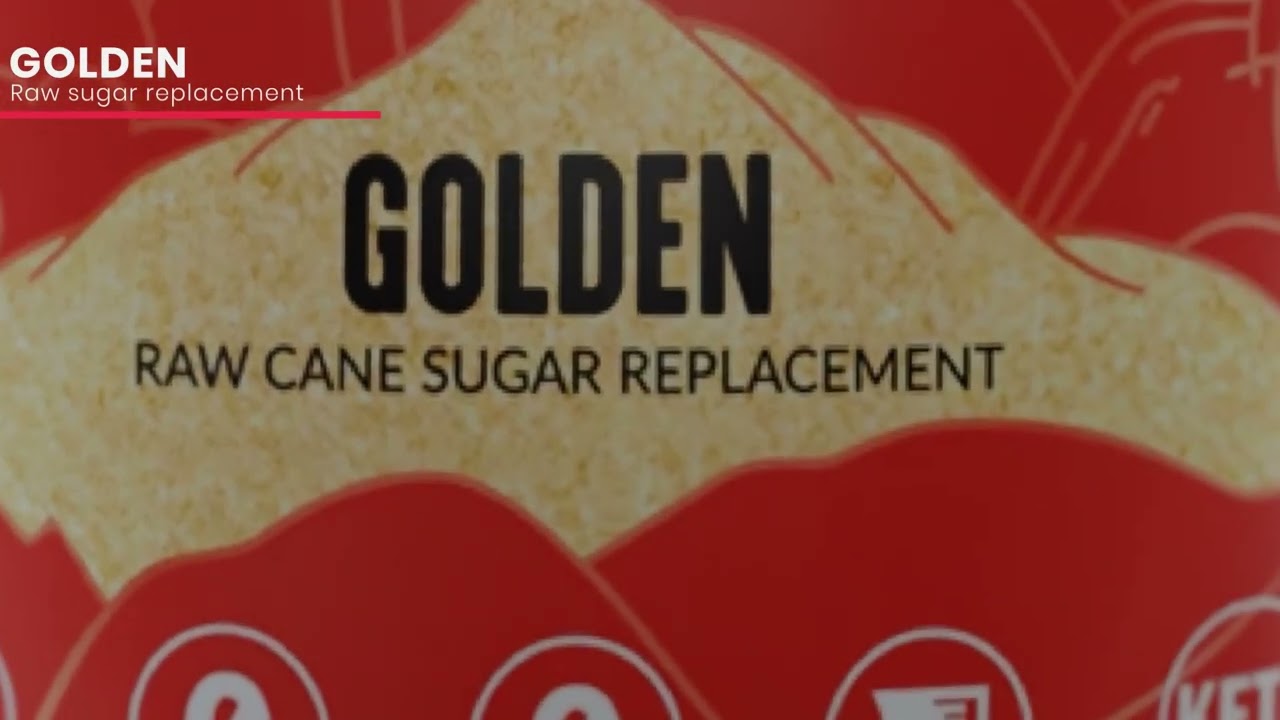 GOLDEN
Raw sugar replacement
GOLDEN
RAW CANE SUGAR REPLACEMENT